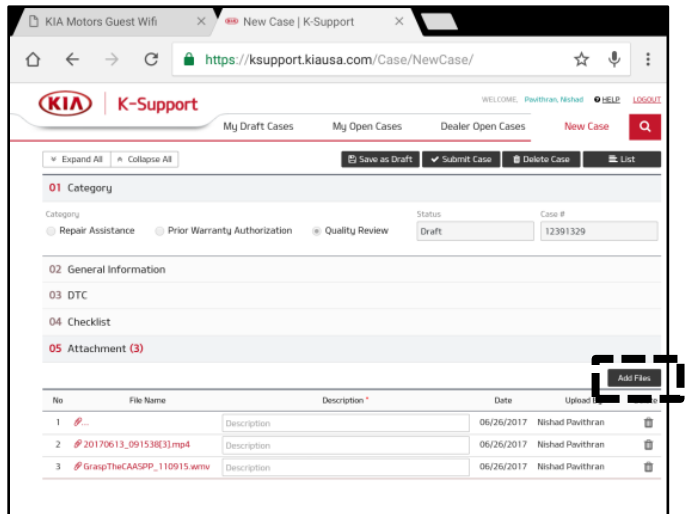 KIA Motors Guest Wifi
New Case | K-Support
https://ksupport.kiausa.com/Case/NewCase/
KIA K-Support
WELCOME, Pavithran, Nishad HELP LOGOUT
My Draft Cases My Open Cases Dealer Open Cases New Case
Expand All Collapse All Save as Draft Submit Case Delete Case List
01 Category
Category Status Case #
Repair Assistance Prior Warranty Authorization Quality Review Draft 12391329
02 General Information
03 DTC
04 Checklist
05 Attachment (3)
Add Files
No File Name Description * Date Upload
1 ... Description 06/26/2017 Nishad Pavithran
2 20170613_091538[3].mp4 Description 06/26/2017 Nishad Pavithran
3 GraspTheCAASPP_110915.wmv Description 06/26/2017 Nishad Pavithran